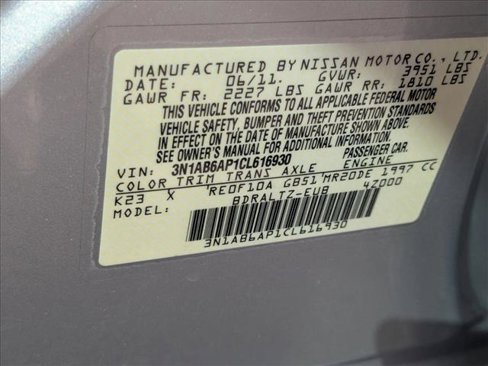 MANUFACTURED BY NISSAN MOTOR CO., LTD.
DATE: 06/11. GVWR: 3951 LBS
GAWR FR: 2227 LBS GAWR RR: 1810 LBS
THIS VEHICLE CONFORMS TO ALL APPLICABLE FEDERAL MOTOR
VEHICLE SAFETY, BUMPER AND THEFT PREVENTION STANDARDS
IN EFFECT ON THE DATE OF MANUFACTURE SHOWN ABOVE.
SEE OWNER'S MANUAL FOR ADDITIONAL INFORMATION.
VIN: 3N1AB6AP1CL616930 PASSENGER CAR.
COLOR TRIM TRANS AXLE ENGINE
K23 X RE0F10A GB51 MR20DE 1997 CC
MODEL: BDRALTZ-EUB 47000
3N1AB6AP1CL616930